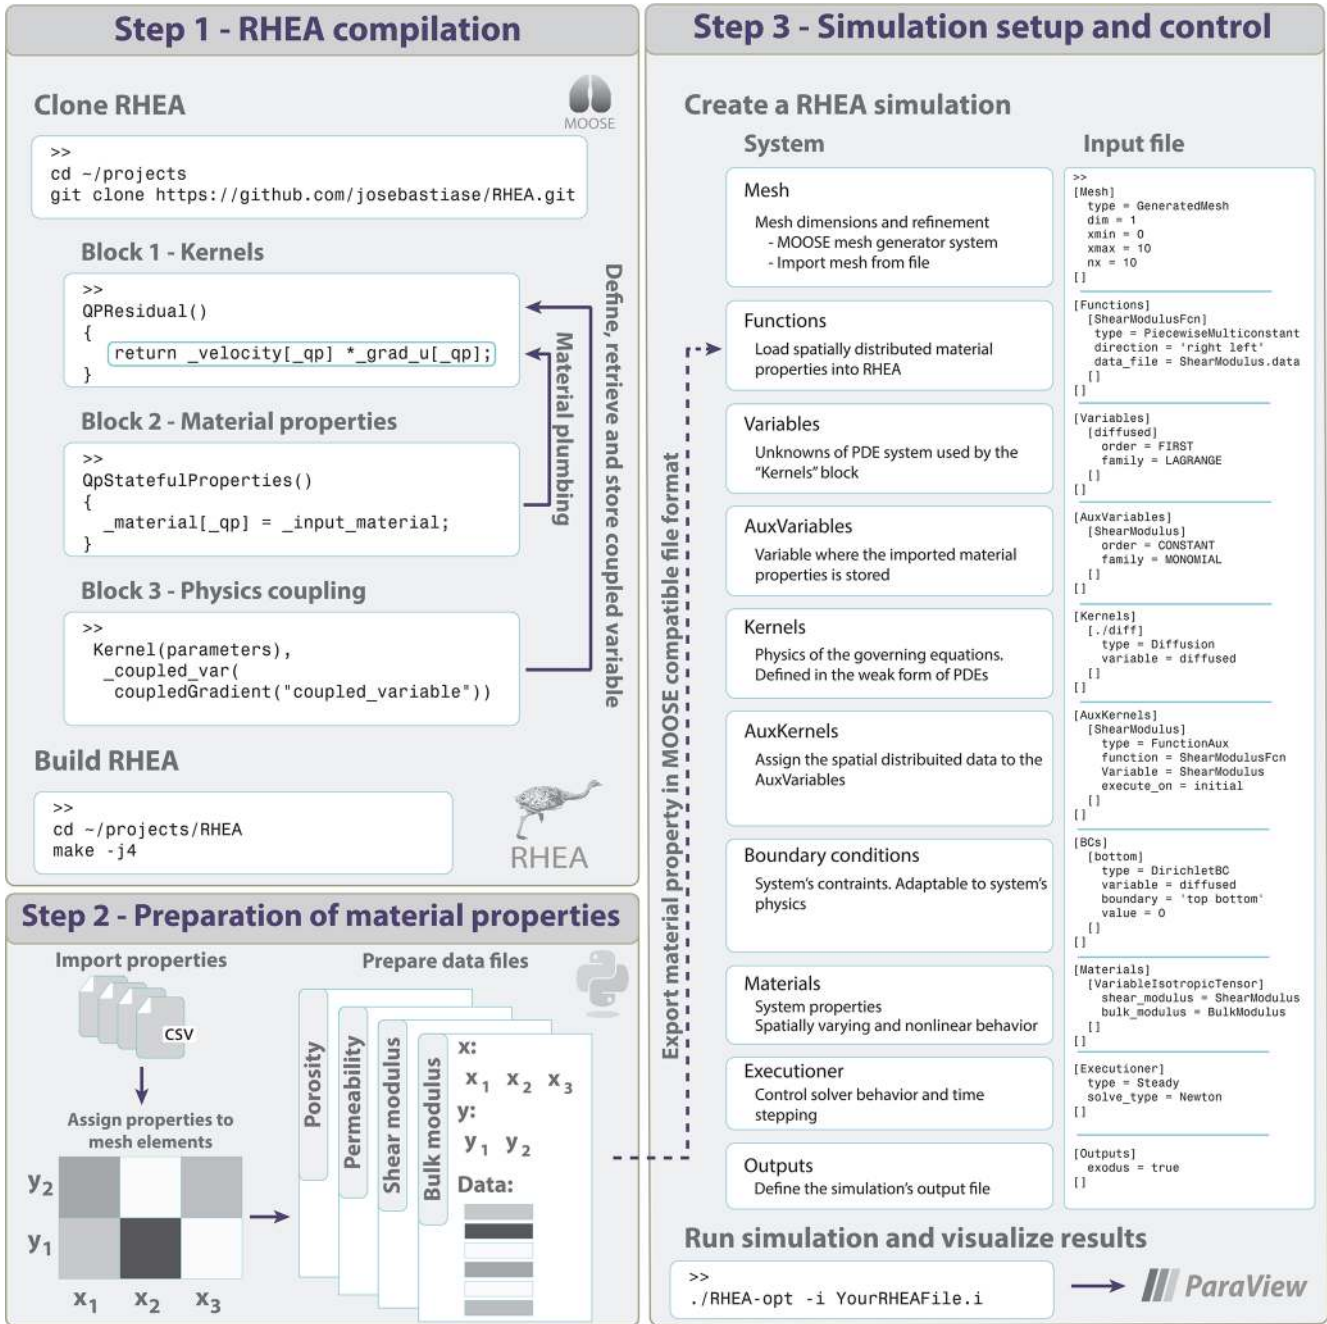 Step 1 - RHEA compilation
Clone RHEA
MOOSE
>>
cd ~/projects
git clone https://github.com/josebastiase/RHEA.git
Block 1 - Kernels
>>
QPResidual()
{
return _velocity[_qp] *_grad_u[_qp];
}
Block 2 - Material properties
>>
QpStatefulProperties()
{
_material[_qp] = _input_material;
}
Block 3 - Physics coupling
>>
Kernel(parameters),
_coupled_var(
coupledGradient("coupled_variable"))
Material plumbing
Define, retrieve and store coupled variable
Build RHEA
>>
cd ~/projects/RHEA
make -j4
RHEA
Step 2 - Preparation of material properties
Import properties
CSV
Assign properties to
mesh elements
y2
y1
x1 x2 x3
Prepare data files
Porosity
Permeability
Shear modulus
Bulk modulus
x:
x1 x2 x3
y:
y1 y2
Data:
Export material property in MOOSE compatible file format
Step 3 - Simulation setup and control
Create a RHEA simulation
System
Mesh
Mesh dimensions and refinement
- MOOSE mesh generator system
- Import mesh from file
Functions
Load spatially distributed material
properties into RHEA
Variables
Unknowns of PDE system used by the
"Kernels" block
AuxVariables
Variable where the imported material
properties is stored
Kernels
Physics of the governing equations.
Defined in the weak form of PDEs
AuxKernels
Assign the spatial distribuited data to the
AuxVariables
Boundary conditions
System's contraints. Adaptable to system's
physics
Materials
System properties
Spatially varying and nonlinear behavior
Executioner
Control solver behavior and time
stepping
Outputs
Define the simulation's output file
Input file
>>
[Mesh]
type = GeneratedMesh
dim = 1
xmin = 0
xmax = 10
nx = 10
[]
[Functions]
[ShearModulusFcn]
type = PiecewiseMulticonstant
direction = 'right left'
data_file = ShearModulus.data
[]
[]
[Variables]
[diffused]
order = FIRST
family = LAGRANGE
[]
[]
[AuxVariables]
[ShearModulus]
order = CONSTANT
family = MONOMIAL
[]
[]
[Kernels]
[./diff]
type = Diffusion
variable = diffused
[]
[]
[AuxKernels]
[ShearModulus]
type = FunctionAux
function = ShearModulusFcn
Variable = ShearModulus
execute_on = initial
[]
[]
[BCs]
[bottom]
type = DirichletBC
variable = diffused
boundary = 'top bottom'
value = 0
[]
[]
[Materials]
[VariableIsotropicTensor]
shear_modulus = ShearModulus
bulk_modulus = BulkModulus
[]
[]
[Executioner]
type = Steady
solve_type = Newton
[]
[Outputs]
exodus = true
[]
Run simulation and visualize results
>>
./RHEA-opt -i YourRHEAFile.i
ParaView